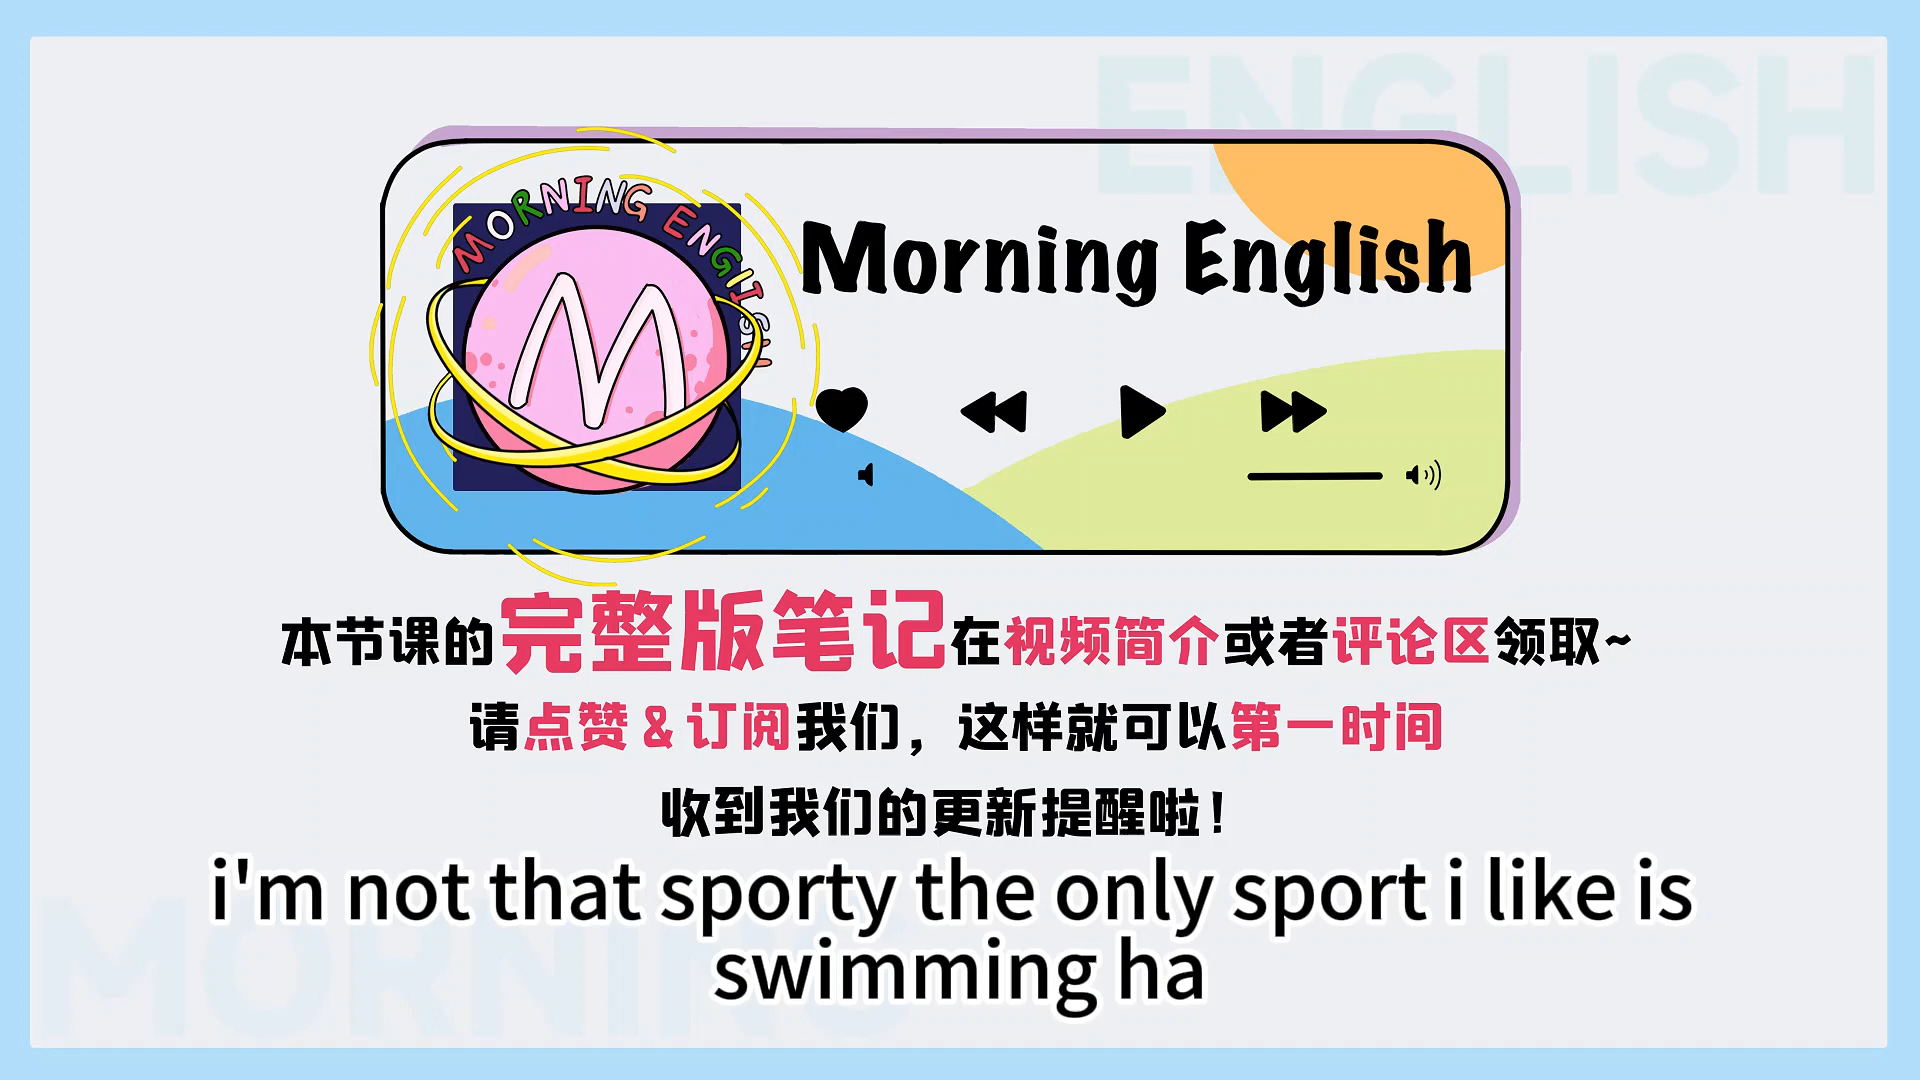 ENGLISH
MORNING ENGLISH
M
Morning English
本节课的完整版笔记在视频简介或者评论区领取~
请点赞&订阅我们，这样就可以第一时间
收到我们的更新提醒啦！
i'm not that sporty the only sport i like is
swimming ha
MORNING